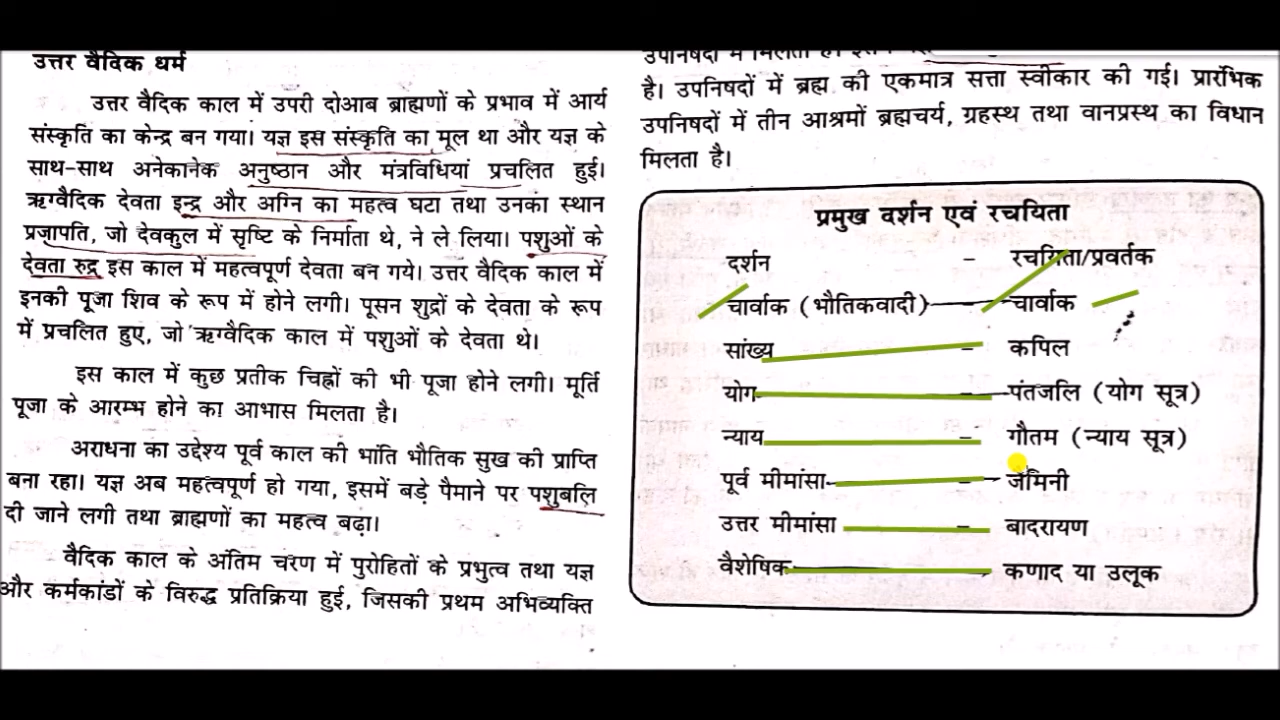 उत्तर वैदिक धर्म
उत्तर वैदिक काल में उपरी दोआब ब्राह्मणों के प्रभाव में आर्य
संस्कृति का केन्द्र बन गया। यज्ञ इस संस्कृति का मूल था और यज्ञ के
साथ-साथ अनेकानेक अनुष्ठान और मंत्रविधियां प्रचलित हुई।
ऋग्वैदिक देवता इन्द्र और अग्नि का महत्व घटा तथा उनका स्थान
प्रजापति, जो देवकुल में सृष्टि के निर्माता थे, ने ले लिया। पशुओं के
देवता रुद्र इस काल में महत्वपूर्ण देवता बन गये। उत्तर वैदिक काल में
इनकी पूजा शिव के रूप में होने लगी। पूसन शुद्रों के देवता के रूप
में प्रचलित हुए, जो ऋग्वैदिक काल में पशुओं के देवता थे।
इस काल में कुछ प्रतीक चिह्नों की भी पूजा होने लगी। मूर्ति
पूजा के आरम्भ होने का आभास मिलता है।
अराधना का उद्देश्य पूर्व काल की भांति भौतिक सुख की प्राप्ति
बना रहा। यज्ञ अब महत्वपूर्ण हो गया, इसमें बड़े पैमाने पर पशुबलि
दी जाने लगी तथा ब्राह्मणों का महत्व बढ़ा।
वैदिक काल के अंतिम चरण में पुरोहितों के प्रभुत्व तथा यज्ञ
और कर्मकांडों के विरुद्ध प्रतिक्रिया हुई, जिसकी प्रथम अभिव्यक्ति
उपनिषदों में मिलता है।
है। उपनिषदों में ब्रह्म की एकमात्र सत्ता स्वीकार की गई। प्रारंभिक
उपनिषदों में तीन आश्रमों ब्रह्मचर्य, ग्रहस्थ तथा वानप्रस्थ का विधान
मिलता है।
प्रमुख दर्शन एवं रचयिता
दर्शन - रचयिता/प्रवर्तक
चार्वाक (भौतिकवादी) - चार्वाक
सांख्य - कपिल
योग - पंतजलि (योग सूत्र)
न्याय - गौतम (न्याय सूत्र)
पूर्व मीमांसा - जैमिनी
उत्तर मीमांसा - बादरायण
वैशेषिक - कणाद या उलूक